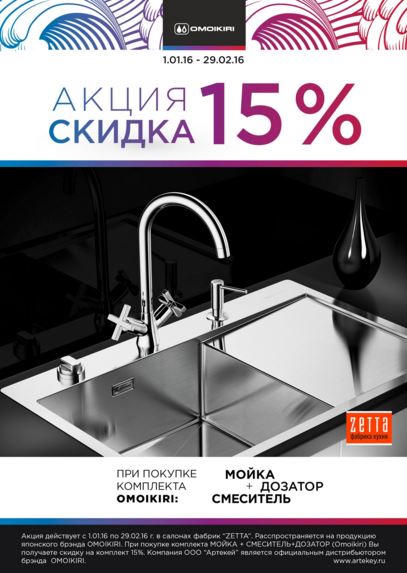 OMOIKIRI
1.01.16 - 29.02.16
АКЦИЯ
СКИДКА 15%
ZETTA
фабрика кухни
ПРИ ПОКУПКЕ МОЙКА
КОМПЛЕКТА + ДОЗАТОР
OMOIKIRI: СМЕСИТЕЛЬ
Акция действует с 1.01.16 по 29.02.16 г. в салонах фабрик "ZETTA". Распространяется на продукцию
японского брэнда OMOIKIRI. При покупке комплекта МОЙКА + СМЕСИТЕЛЬ+ДОЗАТОР (Omoikiri) Вы
получаете скидку на комплект 15%. Компания ООО "Артекей" является официальным дистрибьютором
брэнда OMOIKIRI. www.artekey.ru